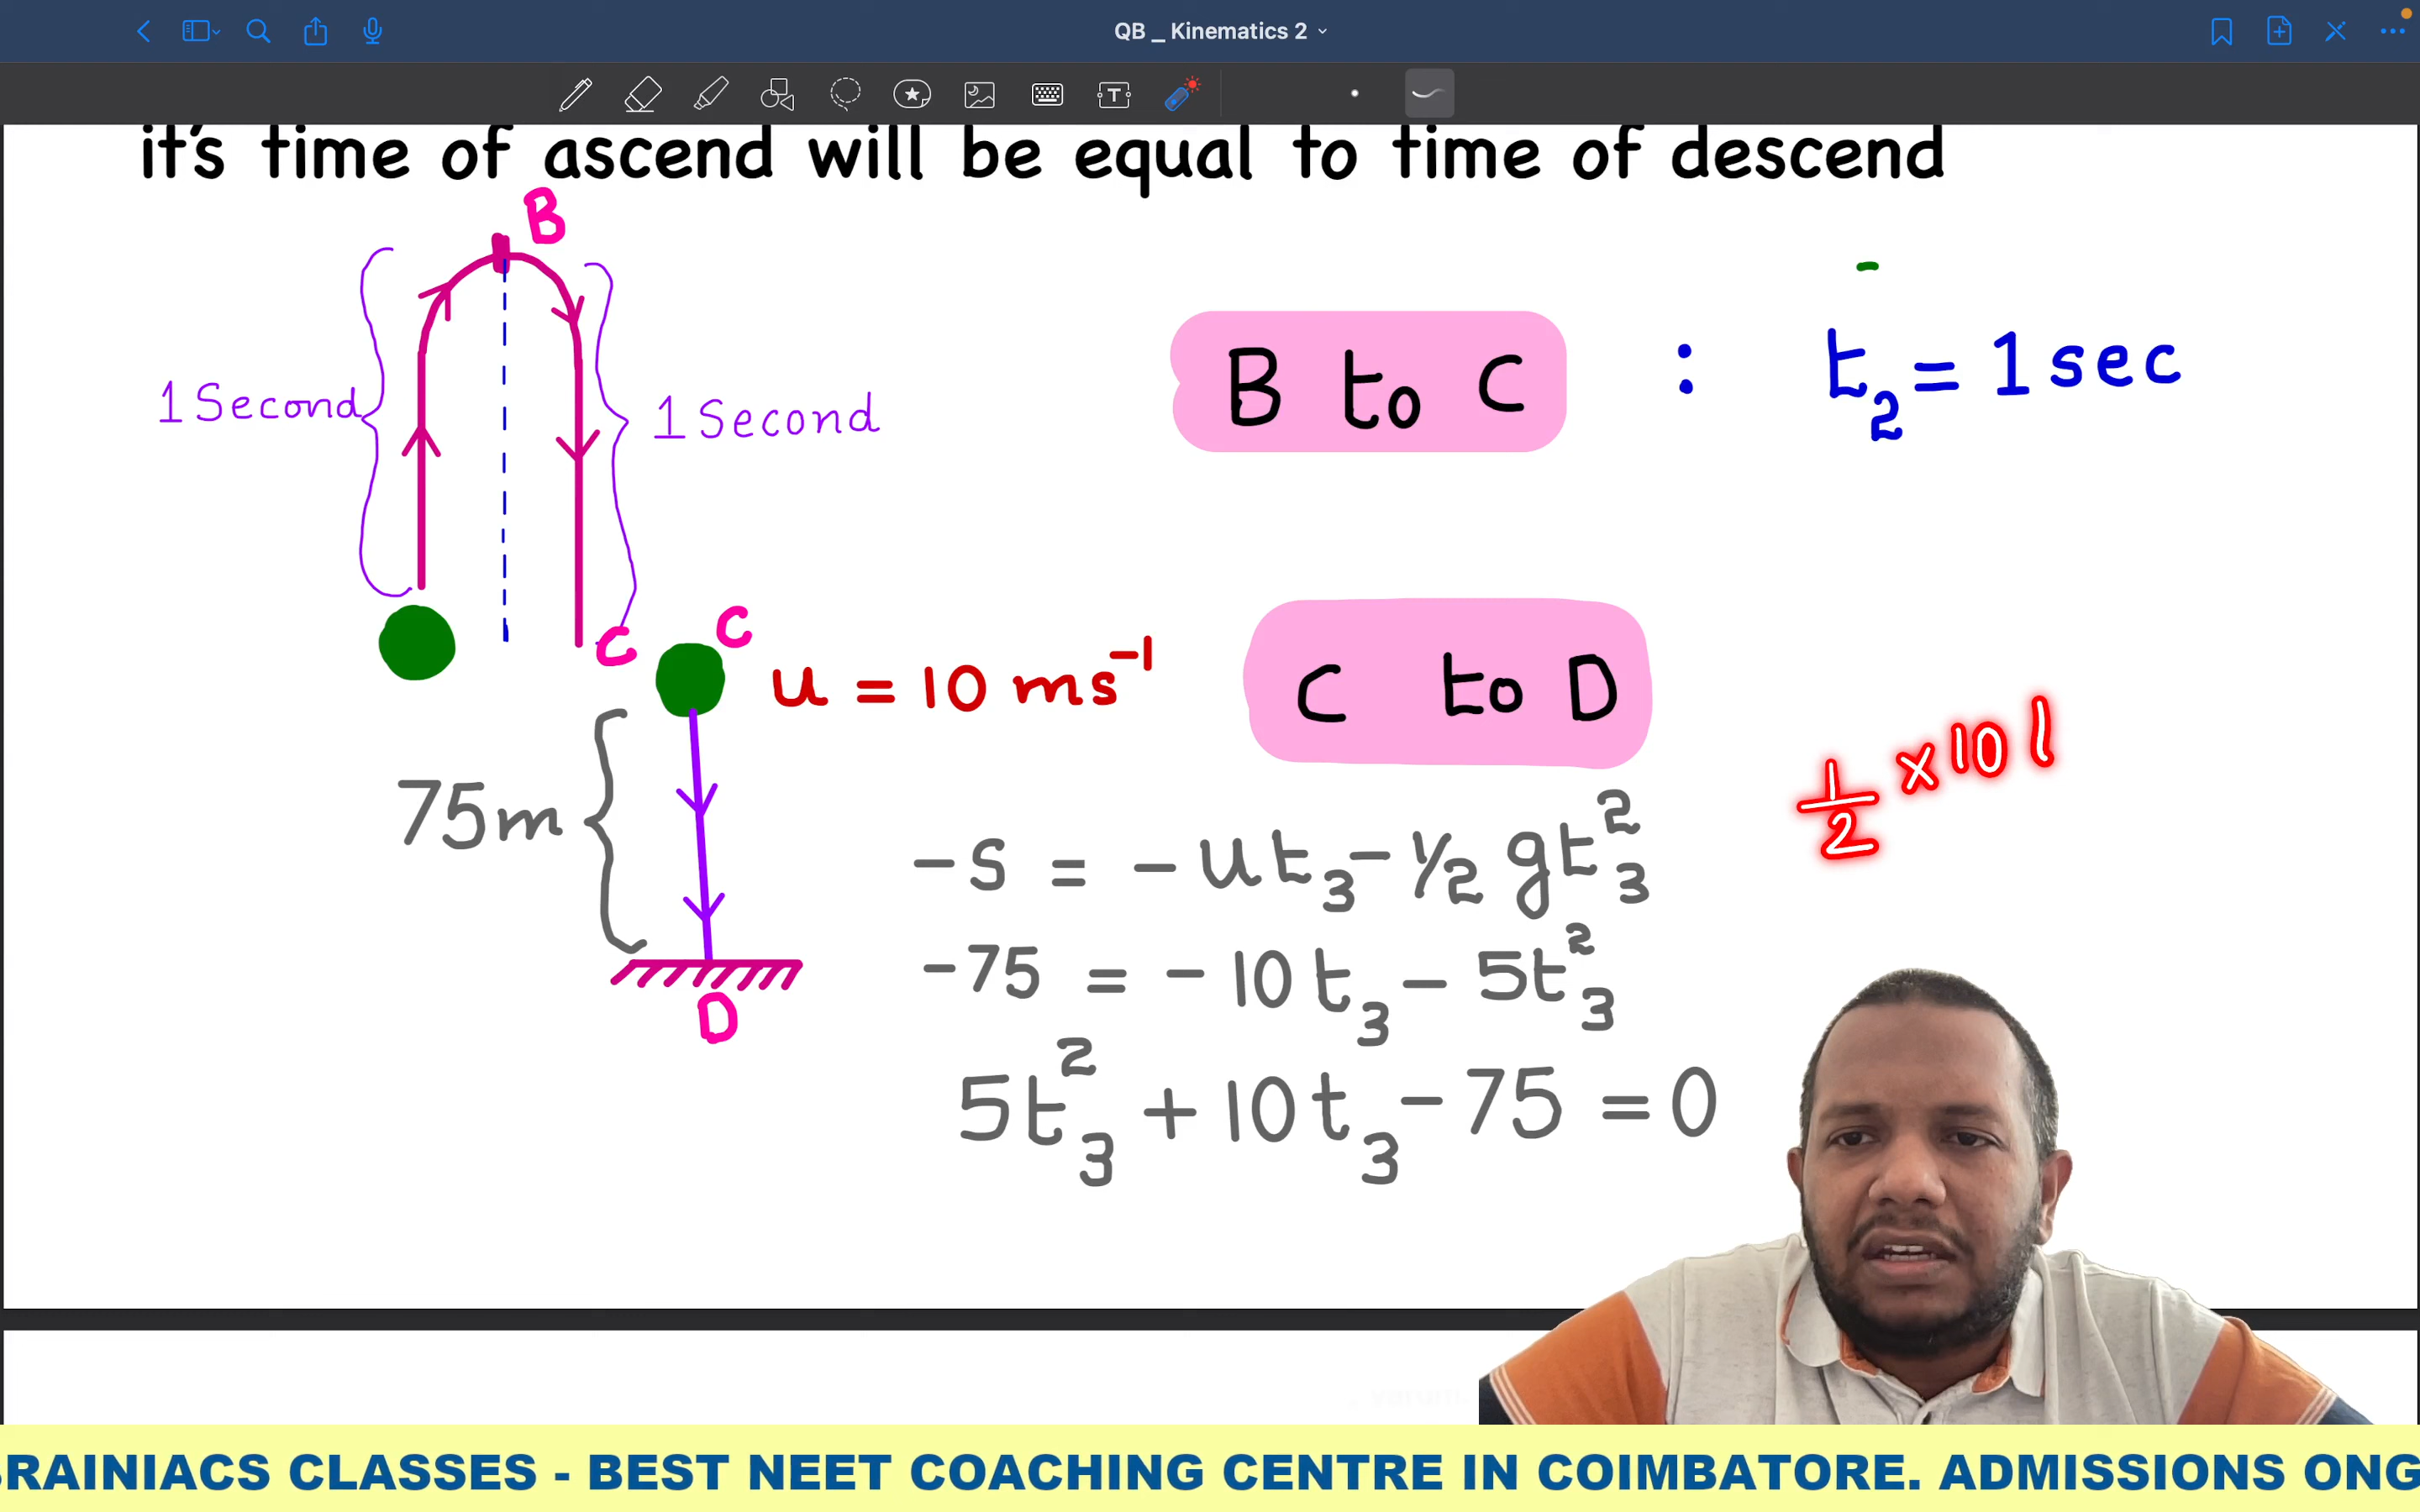 QB _ Kinematics 2
it's time of ascend will be equal to time of descend
B
1 Second
1 Second
B to C : t₂ = 1 sec
C
C
u = 10 ms⁻¹
C to D
½ × 10
75m
-s = -ut₃ - ½ gt₃²
-75 = -10t₃ - 5t₃²
D
5t₃² + 10t₃ - 75 = 0
RAINIACS CLASSES - BEST NEET COACHING CENTRE IN COIMBATORE. ADMISSIONS ONG